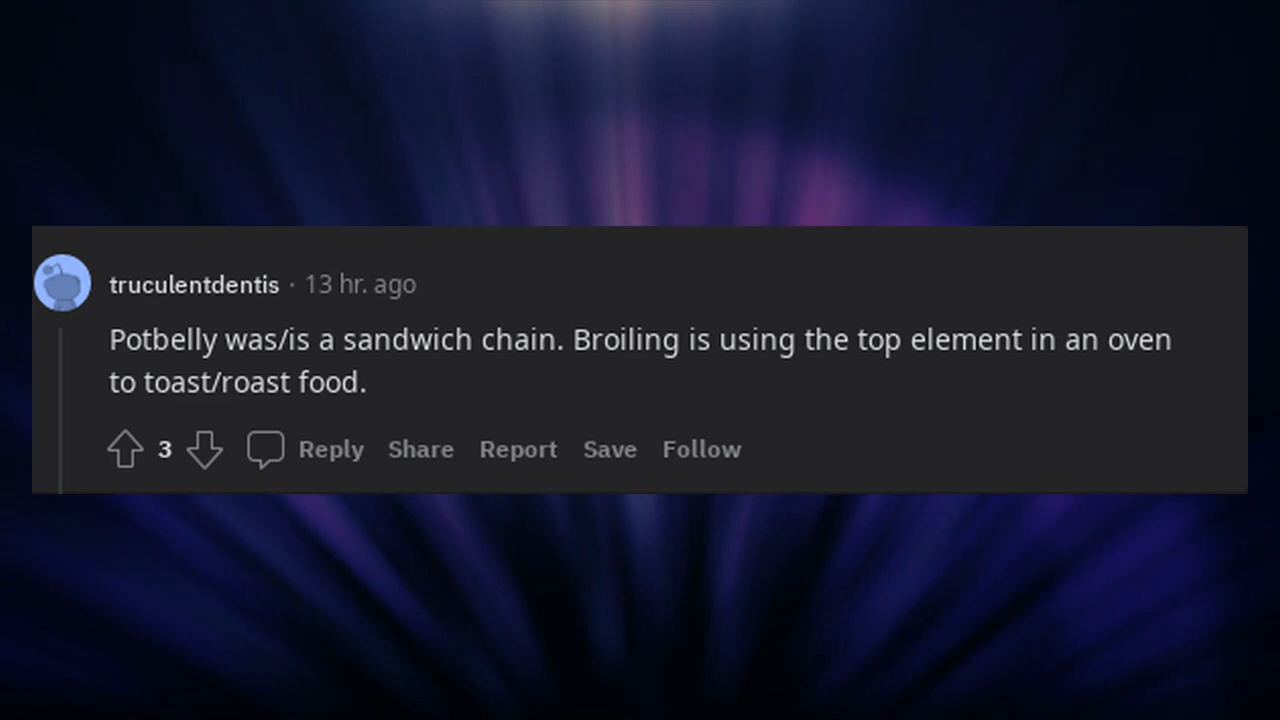 truculentdentis · 13 hr. ago
Potbelly was/is a sandwich chain. Broiling is using the top element in an oven
to toast/roast food.
3 Reply Share Report Save Follow